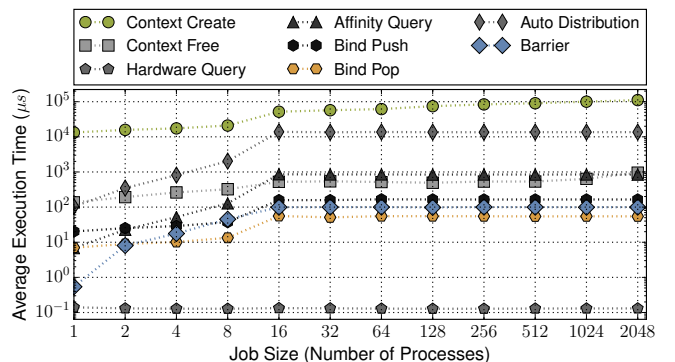 Context Create
Context Free
Hardware Query
Affinity Query
Bind Push
Bind Pop
Auto Distribution
Barrier
Average Execution Time (μs)
10^5
10^4
10^3
10^2
10^1
10^0
10^−1
1 2 4 8 16 32 64 128 256 512 1024 2048
Job Size (Number of Processes)